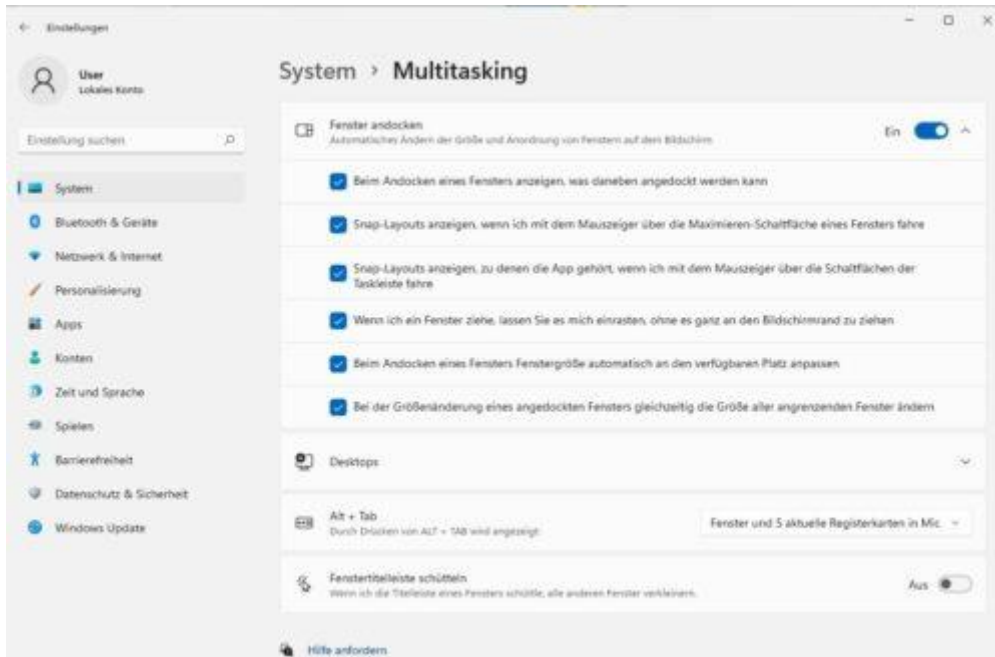 Einstellungen
User
Lokales Konto
Einstellung suchen
System
Bluetooth & Geräte
Netzwerk & Internet
Personalisierung
Apps
Konten
Zeit und Sprache
Spielen
Barrierefreiheit
Datenschutz & Sicherheit
Windows Update
System › Multitasking
Fenster andocken
Automatisches Ändern der Größe und Anordnung von Fenstern auf dem Bildschirm
Ein
Beim Andocken eines Fensters anzeigen, was daneben angedockt werden kann
Snap-Layouts anzeigen, wenn ich mit dem Mauszeiger über die Maximieren-Schaltfläche eines Fensters fahre
Snap-Layouts anzeigen, zu denen die App gehört, wenn ich mit dem Mauszeiger über die Schaltflächen der
Taskleiste fahre
Wenn ich ein Fenster ziehe, lassen Sie es mich einrasten, ohne es ganz an den Bildschirmrand zu ziehen
Beim Andocken eines Fensters Fenstergröße automatisch an den verfügbaren Platz anpassen
Bei der Größenänderung eines angedockten Fensters gleichzeitig die Größe aller angrenzenden Fenster ändern
Desktops
Alt + Tab
Durch Drücken von ALT + TAB wird angezeigt
Fenster und 5 aktuelle Registerkarten in Mic
Fenstertitelleiste schütteln
Wenn ich die Titelleiste eines Fensters schüttle, alle anderen Fenster verkleinern.
Aus
Hilfe anfordern